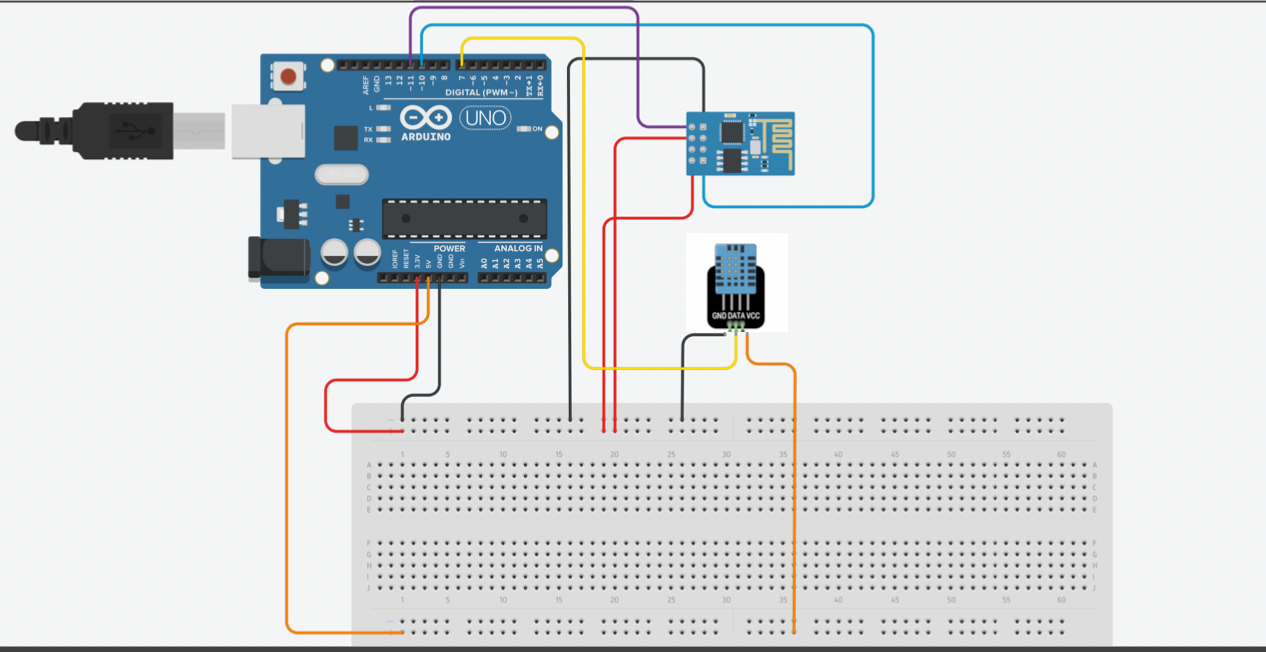 AREF
GND
13
12
~11
~10
~9
8
7
~6
~5
4
~3
2
TX→1
RX←0
DIGITAL (PWM~)
L
TX
RX
UNO
ON
ARDUINO
POWER
ANALOG IN
IOREF
RESET
3.3V
5V
GND
GND
Vin
A0
A1
A2
A3
A4
A5
GND DATA VCC
1 5 10 15 20 25 30 35 40 45 50 55 60
A A
B B
C C
D D
E E
F F
G G
H H
I I
J J
1 5 10 15 20 25 30 35 40 45 50 55 60